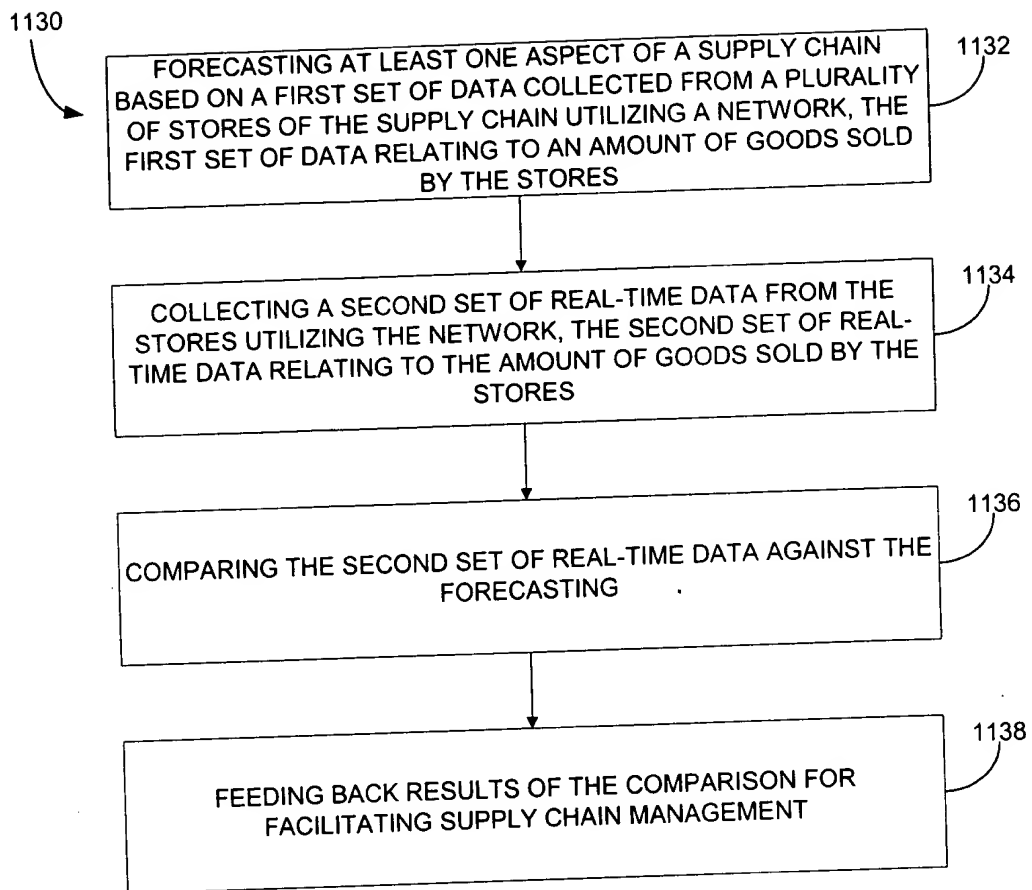 1130
1132
FORECASTING AT LEAST ONE ASPECT OF A SUPPLY CHAIN
BASED ON A FIRST SET OF DATA COLLECTED FROM A PLURALITY
OF STORES OF THE SUPPLY CHAIN UTILIZING A NETWORK, THE
FIRST SET OF DATA RELATING TO AN AMOUNT OF GOODS SOLD
BY THE STORES
1134
COLLECTING A SECOND SET OF REAL-TIME DATA FROM THE
STORES UTILIZING THE NETWORK, THE SECOND SET OF REAL-
TIME DATA RELATING TO THE AMOUNT OF GOODS SOLD BY THE
STORES
1136
COMPARING THE SECOND SET OF REAL-TIME DATA AGAINST THE
FORECASTING
1138
FEEDING BACK RESULTS OF THE COMPARISON FOR
FACILITATING SUPPLY CHAIN MANAGEMENT